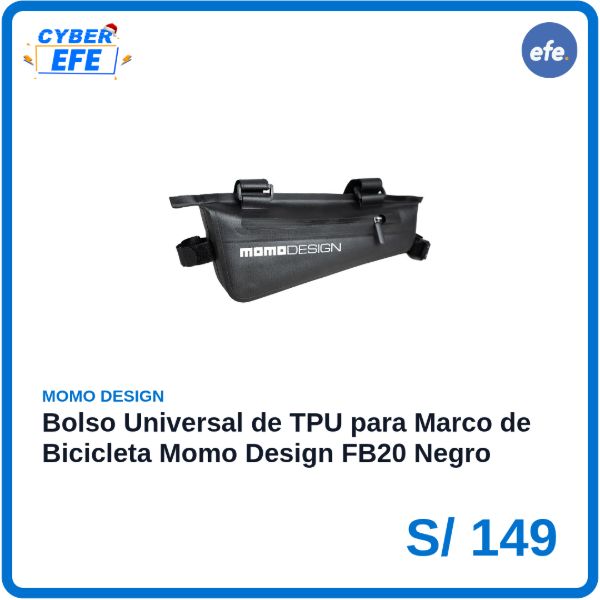 CYBER
EFE
efe.
momoDESIGN
MOMO DESIGN
Bolso Universal de TPU para Marco de
Bicicleta Momo Design FB20 Negro
S/ 149